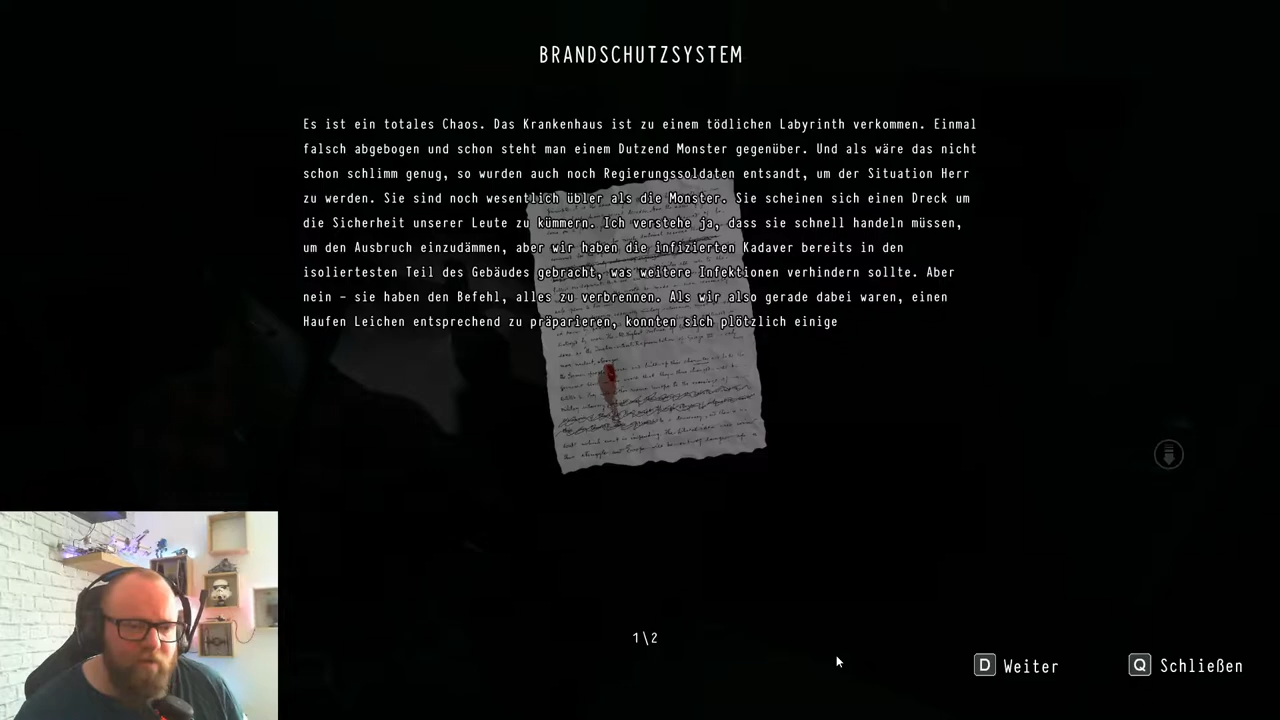 BRANDSCHUTZSYSTEM
Es ist ein totales Chaos. Das Krankenhaus ist zu einem tödlichen Labyrinth verkommen. Einmal
falsch abgebogen und schon steht man einem Dutzend Monster gegenüber. Und als wäre das nicht
schon schlimm genug, so wurden auch noch Regierungssoldaten entsandt, um der Situation Herr
zu werden. Sie sind noch wesentlich übler als die Monster. Sie scheinen sich einen Dreck um
die Sicherheit unserer Leute zu kümmern. Ich verstehe ja, dass sie schnell handeln müssen,
um den Ausbruch einzudämmen, aber wir haben die infizierten Kadaver bereits in den
isoliertesten Teil des Gebäudes gebracht, was weitere Infektionen verhindern sollte. Aber
nein – sie haben den Befehl, alles zu verbrennen. Als wir also gerade dabei waren, einen
Haufen Leichen entsprechend zu präparieren, konnten sich plötzlich einige
1\2
D Weiter
Q Schließen